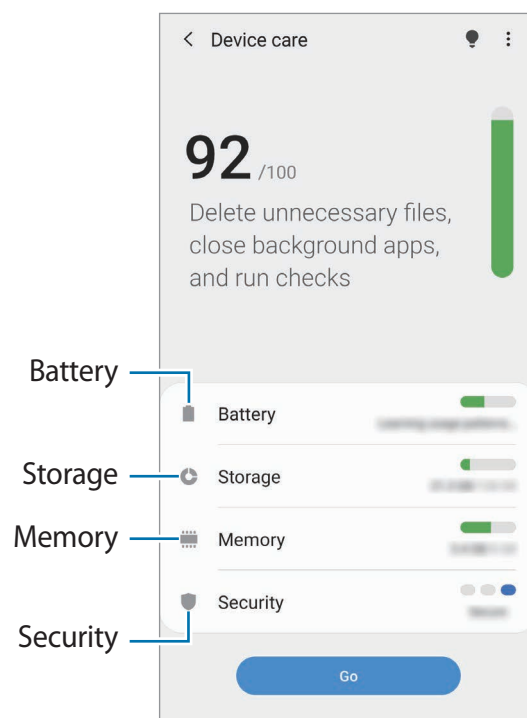 Device care
92 /100
Delete unnecessary files,
close background apps,
and run checks
Battery
Battery
Storage
Storage
Memory
Memory
Security
Security
Go